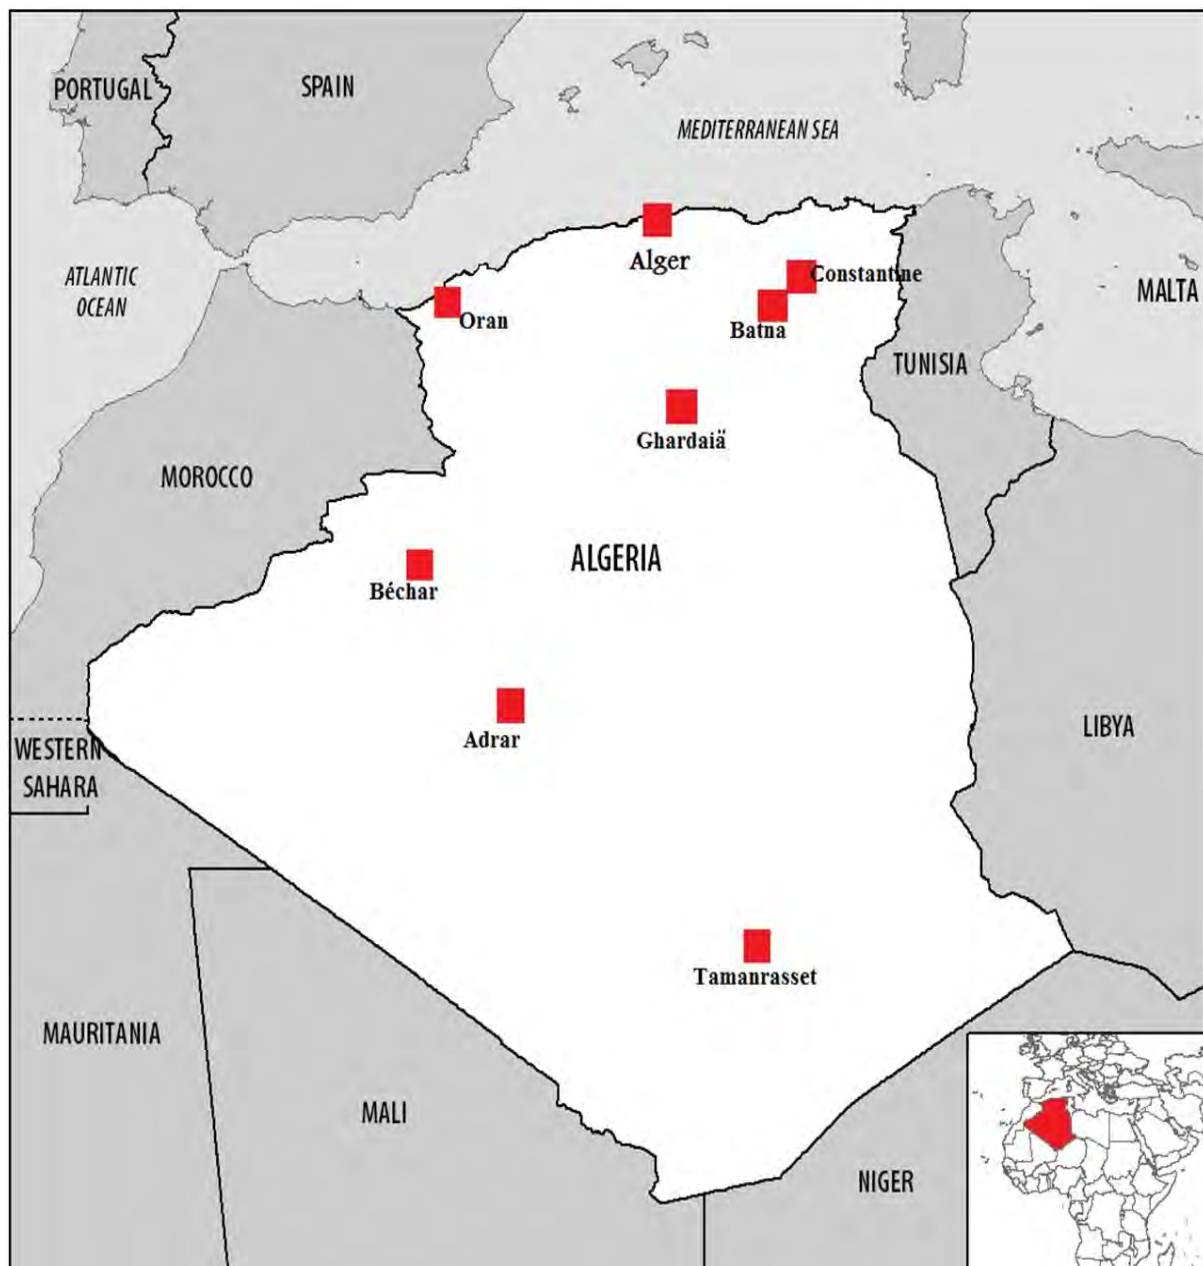 PORTUGAL
SPAIN
MEDITERRANEAN SEA
Alger
ATLANTIC
OCEAN
Constantine
MALTA
Oran
Batna
TUNISIA
Ghardaiä
MOROCCO
ALGERIA
Béchar
LIBYA
Adrar
WESTERN
SAHARA
Tamanrasset
MAURITANIA
MALI
NIGER